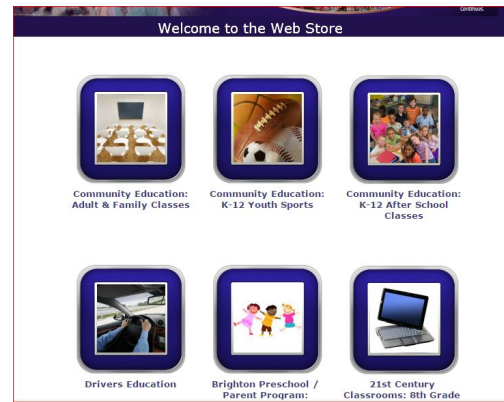 Continues
Welcome to the Web Store
Community Education:
Adult & Family Classes
Community Education:
K-12 Youth Sports
Community Education:
K-12 After School
Classes
Drivers Education
Brighton Preschool /
Parent Program:
21st Century
Classrooms: 8th Grade